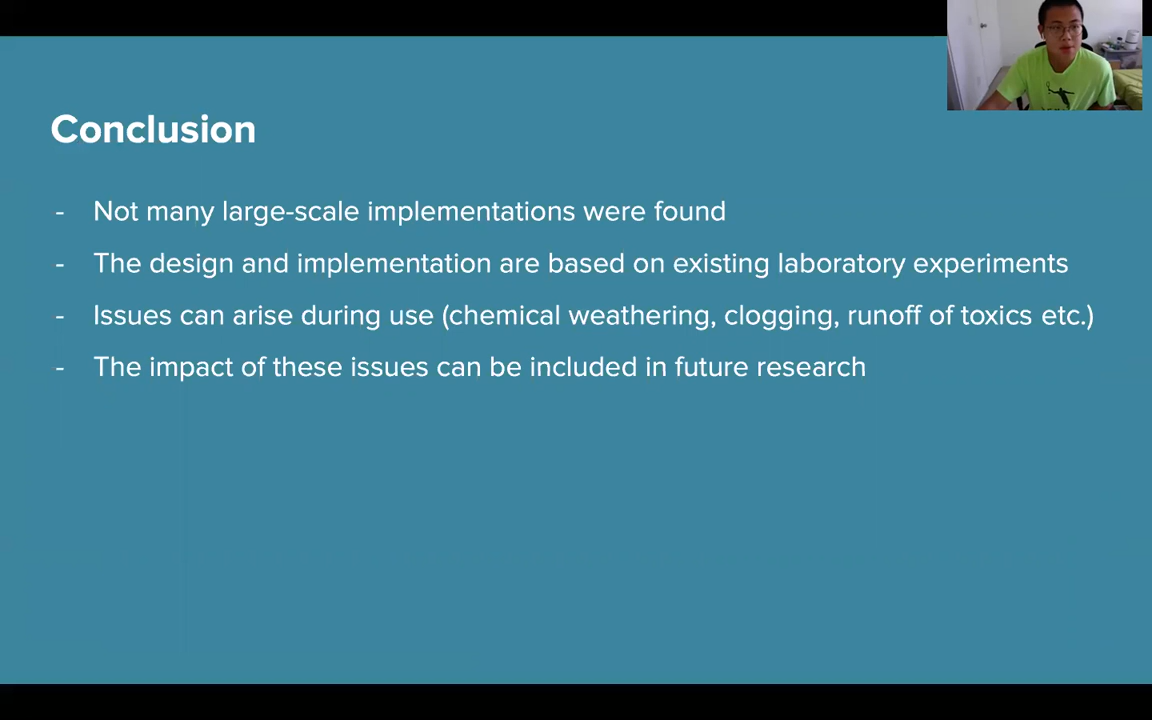 Conclusion
- Not many large-scale implementations were found
- The design and implementation are based on existing laboratory experiments
- Issues can arise during use (chemical weathering, clogging, runoff of toxics etc.)
- The impact of these issues can be included in future research